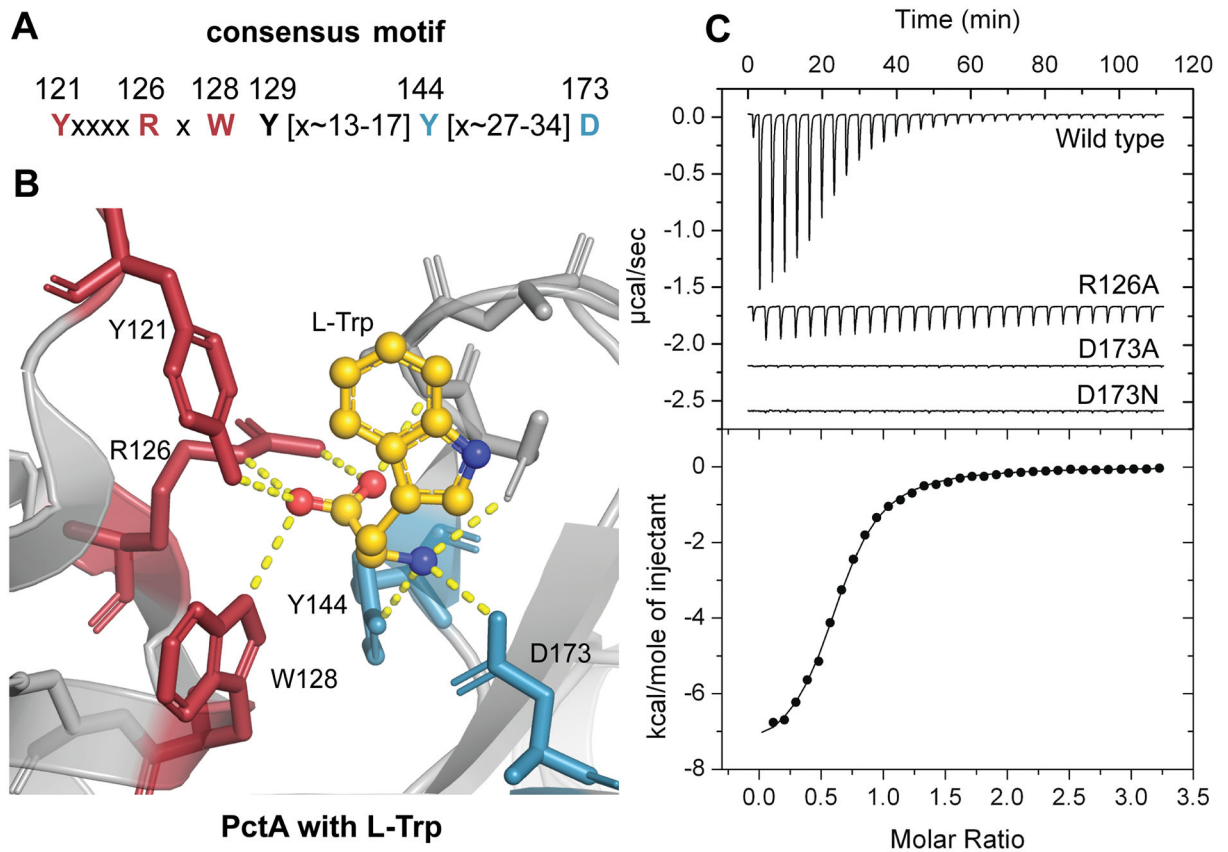 A
consensus motif
121 126 128 129 144 173
Yxxxx R x W Y [x~13-17] Y [x~27-34] D
B
Y121
L-Trp
R126
Y144
W128
D173
PctA with L-Trp
C
Time (min)
0 20 40 60 80 100 120
0.0
-0.5
-1.0
-1.5
-2.0
-2.5
µcal/sec
Wild type
R126A
D173A
D173N
0
-2
-4
-6
-8
kcal/mole of injectant
0.0 0.5 1.0 1.5 2.0 2.5 3.0 3.5
Molar Ratio